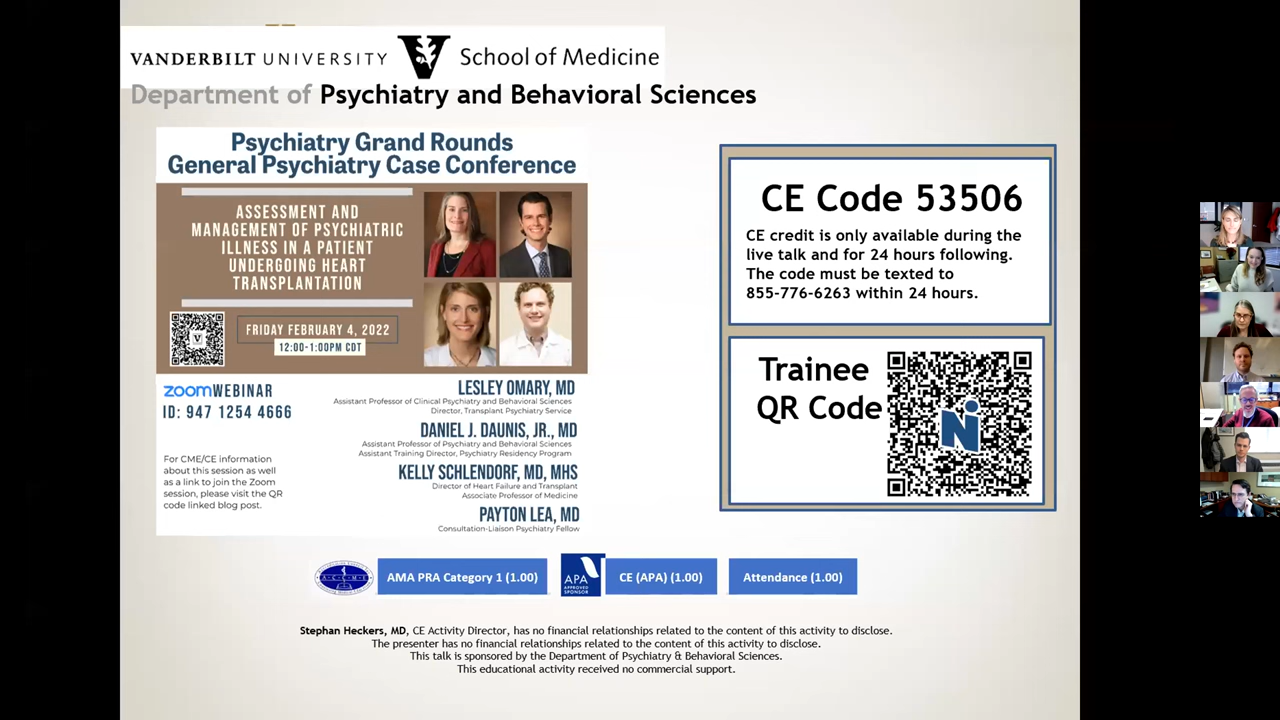 VANDERBILT UNIVERSITY V School of Medicine
Department of Psychiatry and Behavioral Sciences
Psychiatry Grand Rounds
General Psychiatry Case Conference
ASSESSMENT AND
MANAGEMENT OF PSYCHIATRIC
ILLNESS IN A PATIENT
UNDERGOING HEART
TRANSPLANTATION
V
FRIDAY FEBRUARY 4, 2022
12:00-1:00PM CDT
zoom WEBINAR
ID: 947 1254 4666
For CME/CE information
about this session as well
as a link to join the Zoom
session, please visit the QR
code linked blog post.
LESLEY OMARY, MD
Assistant Professor of Clinical Psychiatry and Behavioral Sciences
Director, Transplant Psychiatry Service
DANIEL J. DAUNIS, JR., MD
Assistant Professor of Psychiatry and Behavioral Sciences
Assistant Training Director, Psychiatry Residency Program
KELLY SCHLENDORF, MD, MHS
Director of Heart Failure and Transplant
Associate Professor of Medicine
PAYTON LEA, MD
Consultation-Liaison Psychiatry Fellow
CE Code 53506
CE credit is only available during the
live talk and for 24 hours following.
The code must be texted to
855-776-6263 within 24 hours.
Trainee
QR Code
Ni
ACCME
AMA PRA Category 1 (1.00)
APA
APPROVED
SPONSOR
CE (APA) (1.00)
Attendance (1.00)
Stephan Heckers, MD, CE Activity Director, has no financial relationships related to the content of this activity to disclose.
The presenter has no financial relationships related to the content of this activity to disclose.
This talk is sponsored by the Department of Psychiatry & Behavioral Sciences.
This educational activity received no commercial support.